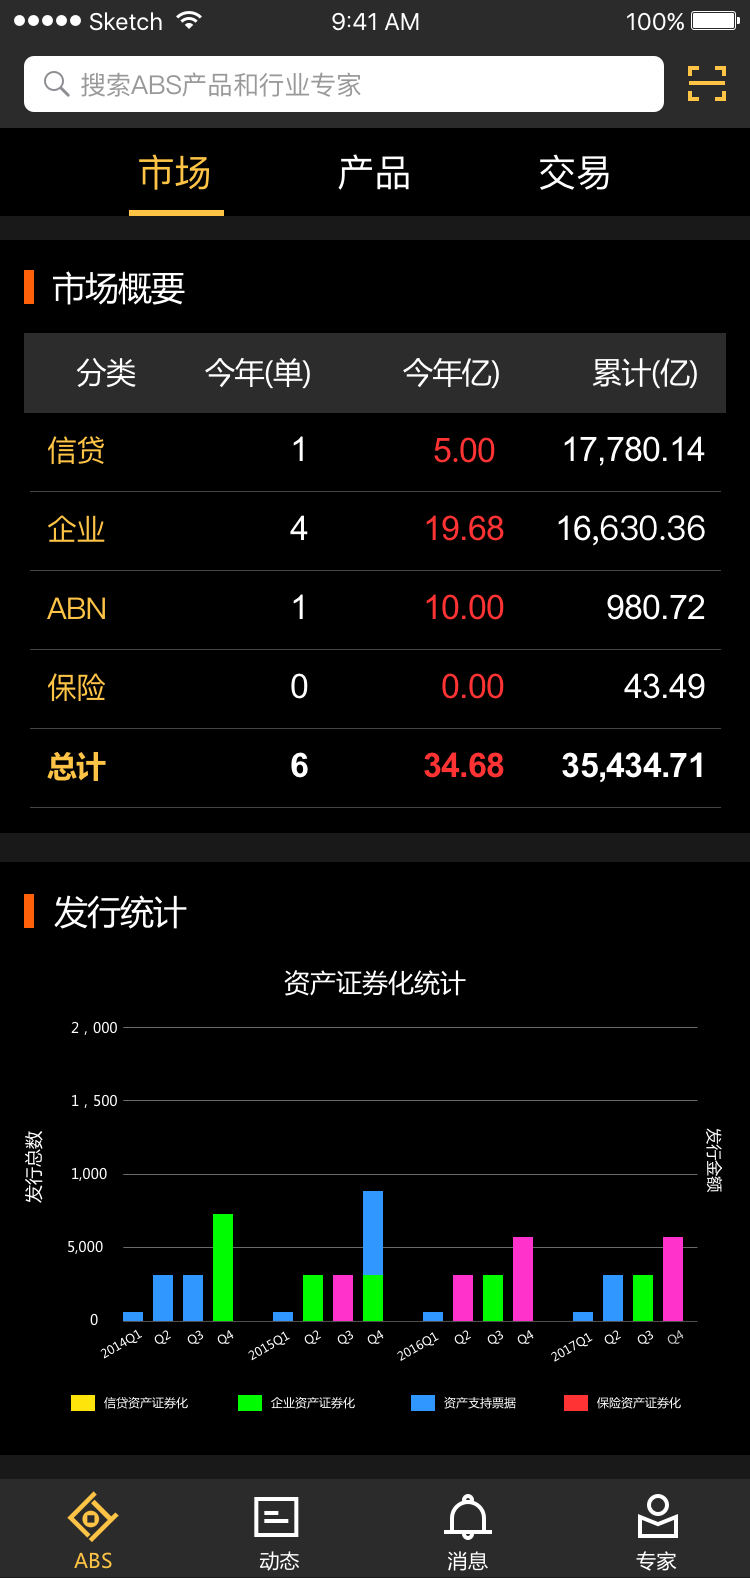 Sketch 9:41 AM 100%
搜索ABS产品和行业专家
市场 产品 交易
市场概要
分类 今年(单) 今年亿) 累计(亿)
信贷 1 5.00 17,780.14
企业 4 19.68 16,630.36
ABN 1 10.00 980.72
保险 0 0.00 43.49
总计 6 34.68 35,434.71
发行统计
资产证券化统计
2,000
1,500
1,000
5,000
0
发行总数
发行金额
2014Q1 Q2 Q3 Q4 2015Q1 Q2 Q3 Q4 2016Q1 Q2 Q3 Q4 2017Q1 Q2 Q3 Q4
信贷资产证券化 企业资产证券化 资产支持票据 保险资产证券化
ABS 动态 消息 专家